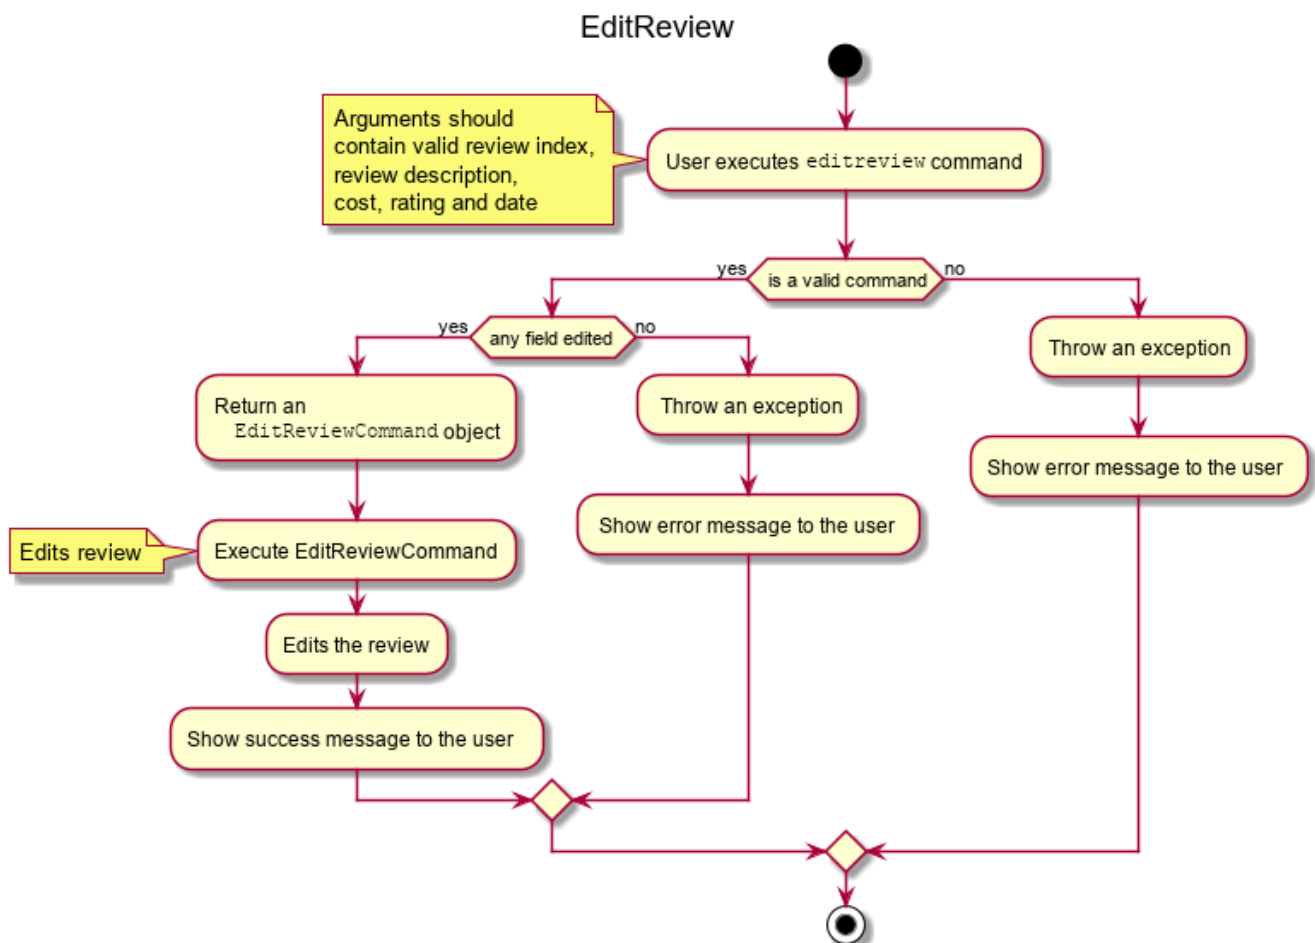 EditReview
Arguments should
contain valid review index,
review description,
cost, rating and date
User executes editreview command
yes
is a valid command
no
yes
any field edited
no
Throw an exception
Return an
EditReviewCommand object
Throw an exception
Show error message to the user
Show error message to the user
Edits review
Execute EditReviewCommand
Edits the review
Show success message to the user